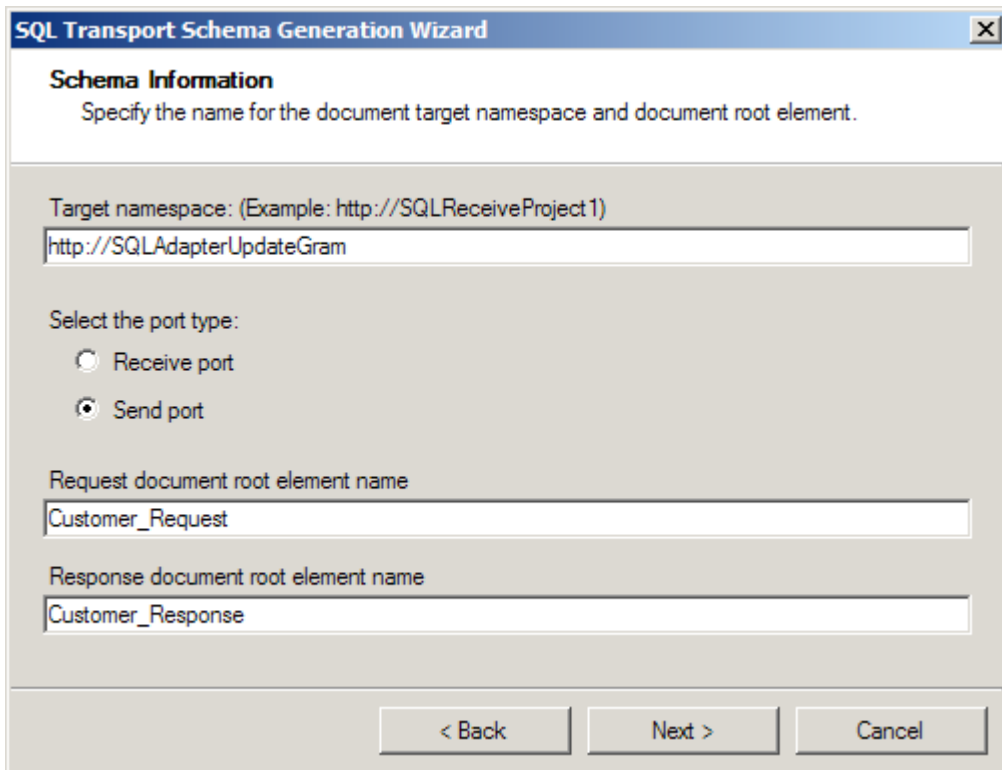 SQL Transport Schema Generation Wizard
Schema Information
Specify the name for the document target namespace and document root element.
Target namespace: (Example: http://SQLReceiveProject1)
http://SQLAdapterUpdateGram
Select the port type:
Receive port
Send port
Request document root element name
Customer_Request
Response document root element name
Customer_Response
< Back Next > Cancel